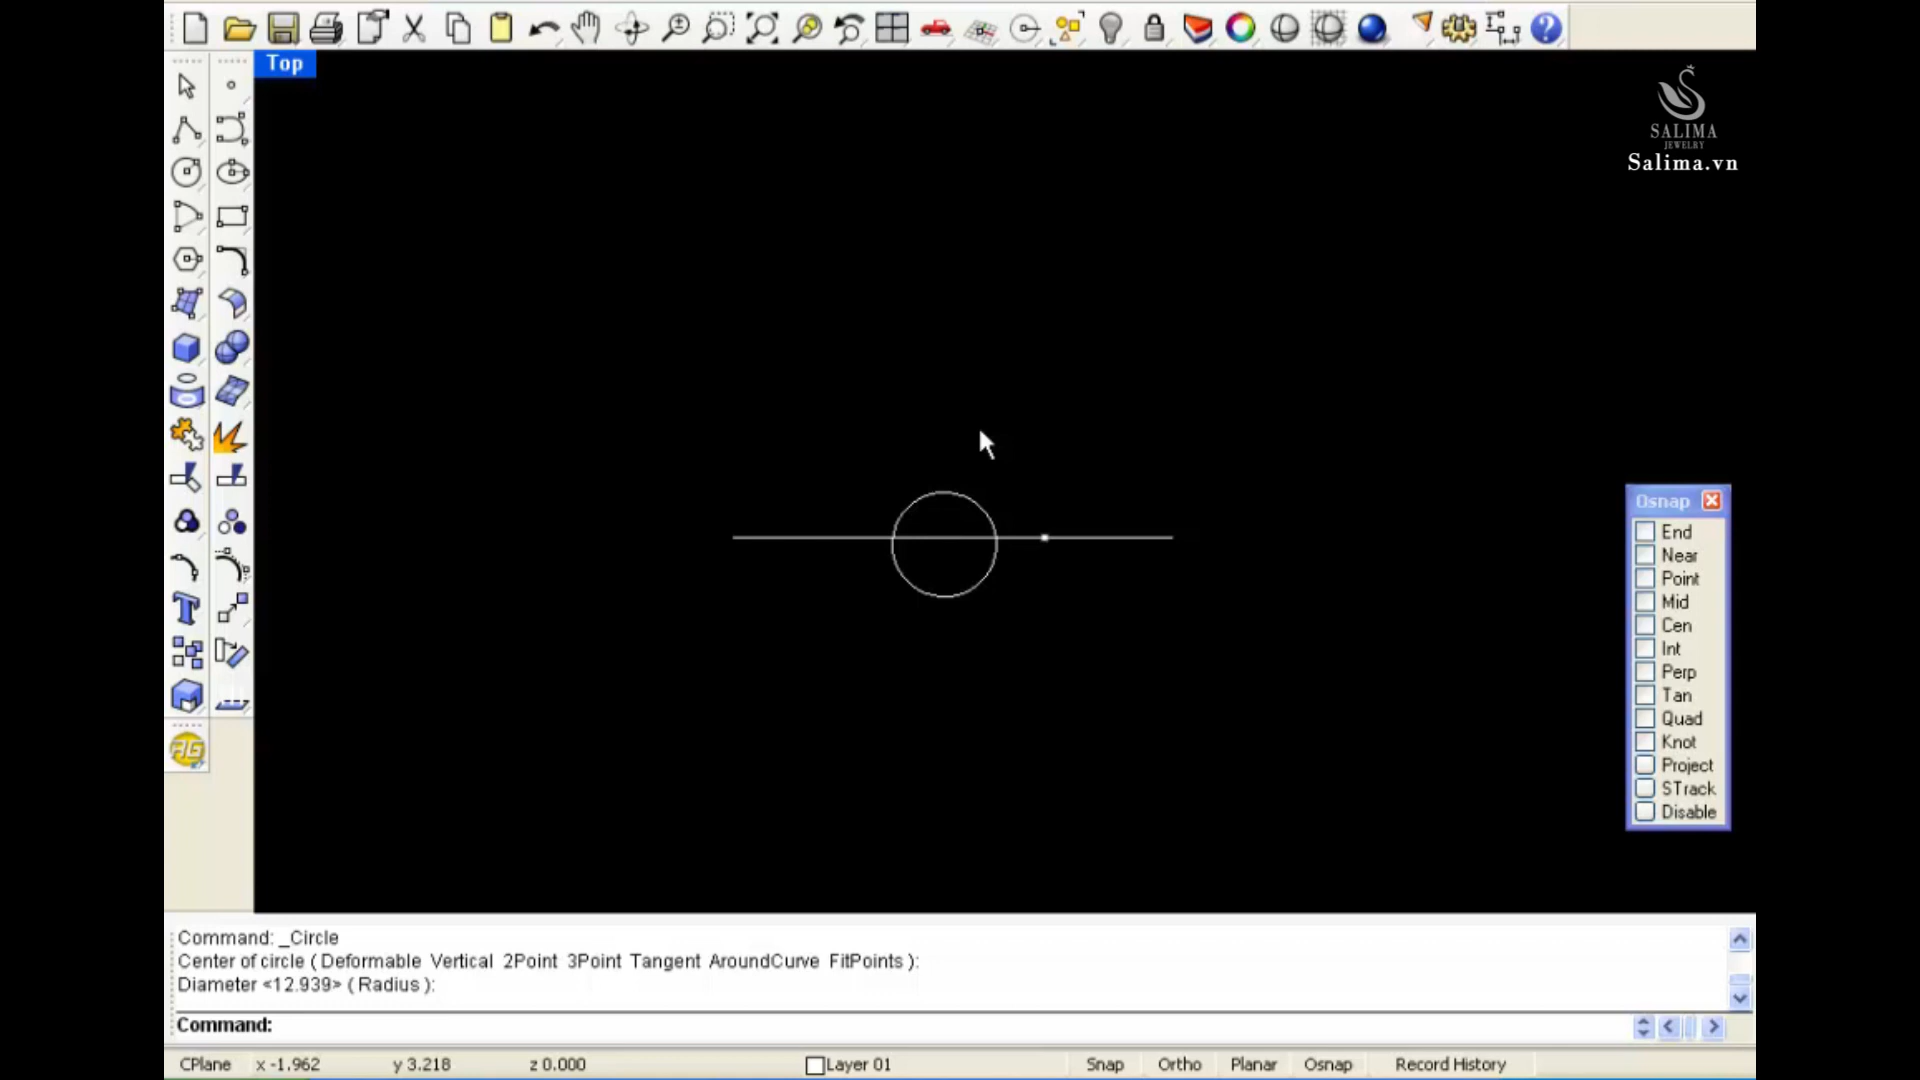 Top
SALIMA
JEWELRY
Salima.vn
Osnap
End
Near
Point
Mid
Cen
Int
Perp
Tan
Quad
Knot
Project
STrack
Disable
Command: _Circle
Center of circle ( Deformable Vertical 2Point 3Point Tangent AroundCurve FitPoints ):
Diameter <12.939> ( Radius ):
Command:
CPlane x -1.962 y 3.218 z 0.000 Layer 01 Snap Ortho Planar Osnap Record History